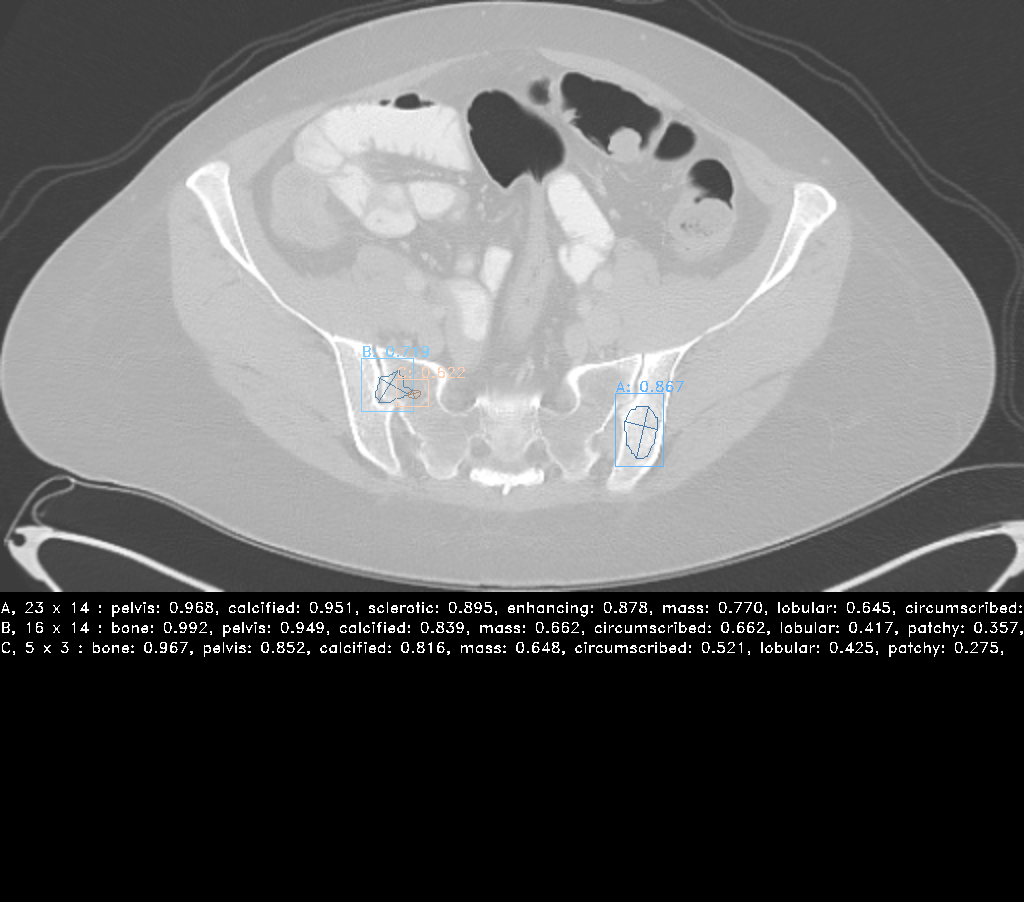 B: 0.749
C: 0.622
A: 0.867
A, 23 x 14 : pelvis: 0.968, calcified: 0.951, sclerotic: 0.895, enhancing: 0.878, mass: 0.770, lobular: 0.645, circumscribed:
B, 16 x 14 : bone: 0.992, pelvis: 0.949, calcified: 0.839, mass: 0.662, circumscribed: 0.662, lobular: 0.417, patchy: 0.357,
C, 5 x 3 : bone: 0.967, pelvis: 0.852, calcified: 0.816, mass: 0.648, circumscribed: 0.521, lobular: 0.425, patchy: 0.275,